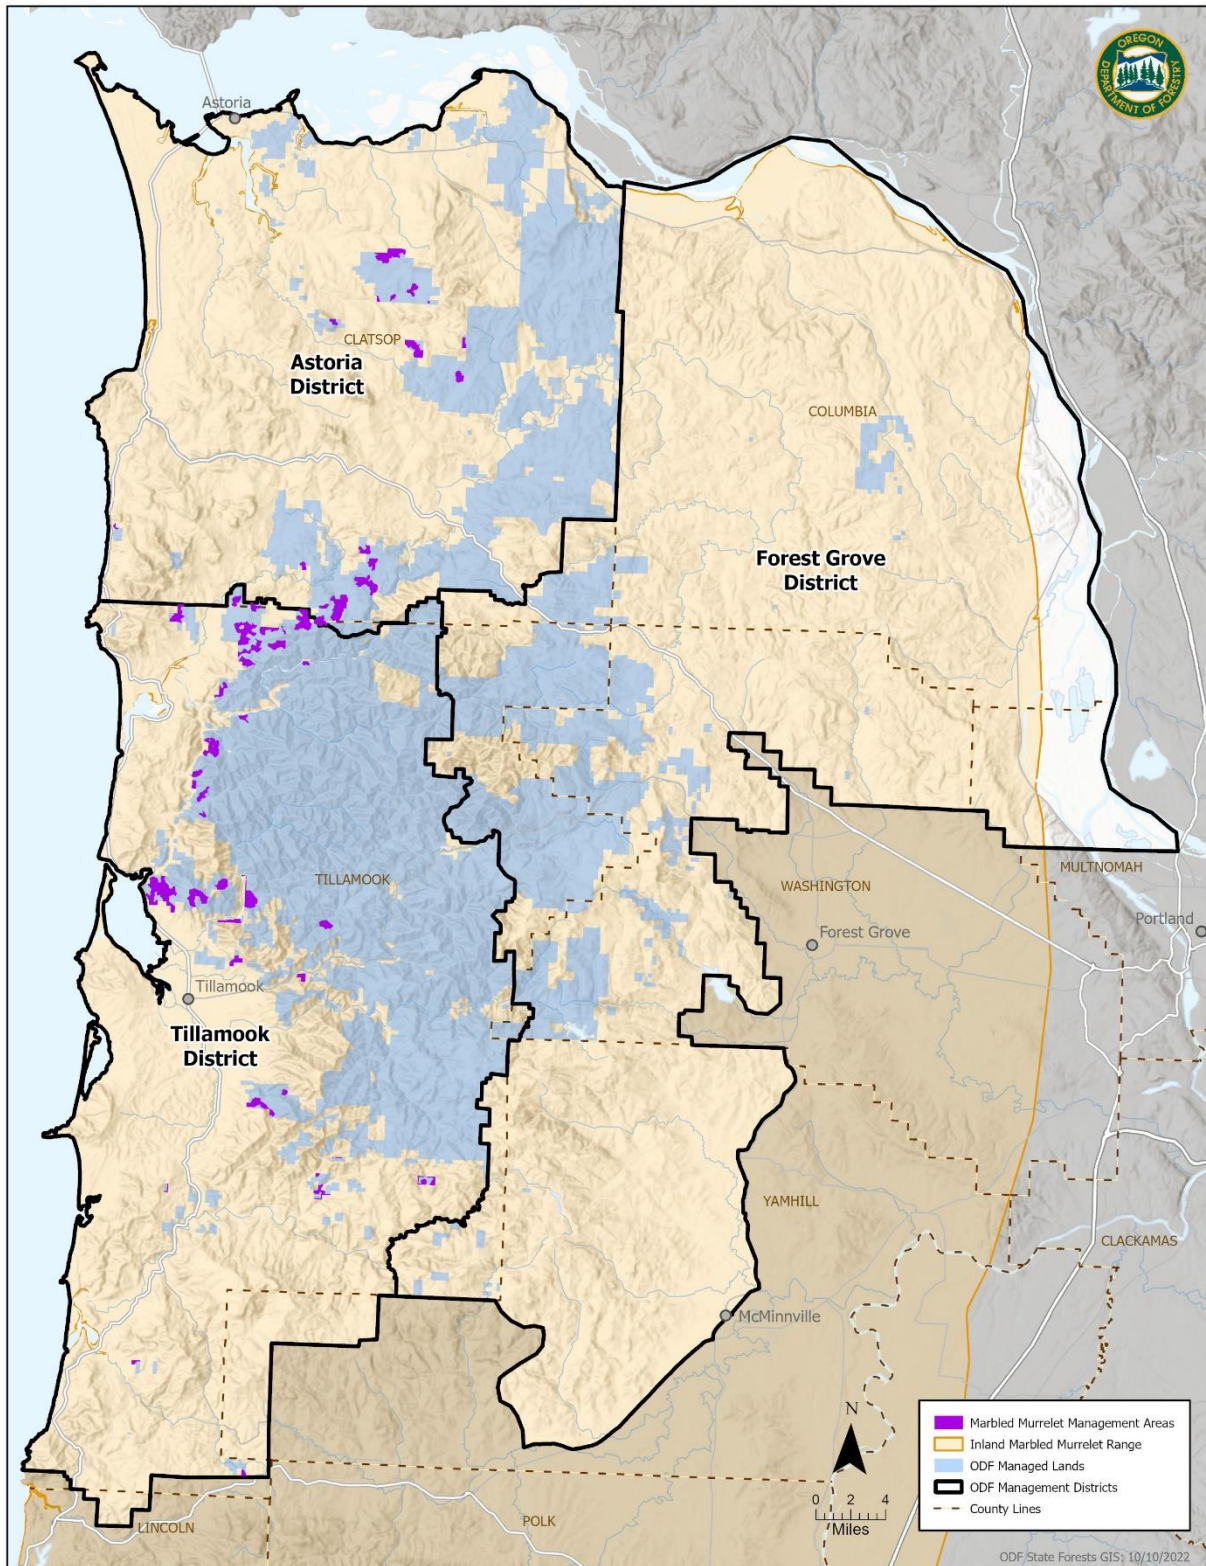 OREGON
DEPARTMENT OF FORESTRY
Astoria
CLATSOP
Astoria
District
COLUMBIA
Forest Grove
District
TILLAMOOK
WASHINGTON
MULTNOMAH
Portland
Forest Grove
Tillamook
Tillamook
District
YAMHILL
CLACKAMAS
McMinnville
LINCOLN
POLK
N
0 2 4
Miles
Marbled Murrelet Management Areas
Inland Marbled Murrelet Range
ODF Managed Lands
ODF Management Districts
County Lines
ODF State Forests GIS: 10/10/2022